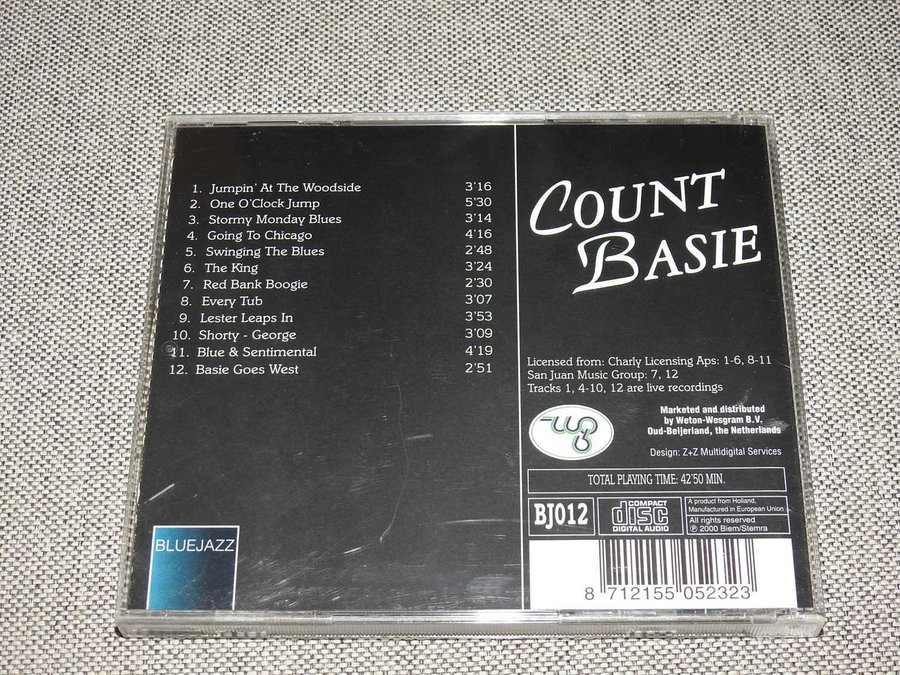 1. Jumpin' At The Woodside 3'16
2. One O'Clock Jump 5'30
3. Stormy Monday Blues 3'14
4. Going To Chicago 4'16
5. Swinging The Blues 2'48
6. The King 3'24
7. Red Bank Boogie 2'30
8. Every Tub 3'07
9. Lester Leaps In 3'53
10. Shorty - George 3'09
11. Blue & Sentimental 4'19
12. Basie Goes West 2'51
BLUEJAZZ
COUNT
BASIE
Licensed from: Charly Licensing Aps: 1-6, 8-11
San Juan Music Group: 7, 12
Tracks 1, 4-10, 12 are live recordings
Marketed and distributed
by Weton-Wesgram B.V.
Oud-Beijerland, the Netherlands
Design: Z+Z Multidigital Services
TOTAL PLAYING TIME: 42'50 MIN.
BJ012
COMPACT
disc
DIGITAL AUDIO
A product from Holland,
Manufactured in European Union
All rights reserved
℗ 2000 Biem/Stemra
8 712155 052323